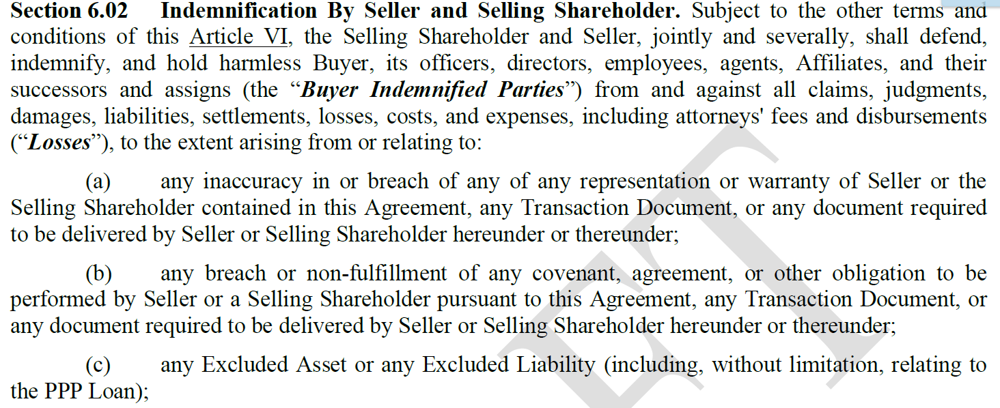 Section 6.02 Indemnification By Seller and Selling Shareholder. Subject to the other terms and
conditions of this Article VI, the Selling Shareholder and Seller, jointly and severally, shall defend,
indemnify, and hold harmless Buyer, its officers, directors, employees, agents, Affiliates, and their
successors and assigns (the “Buyer Indemnified Parties”) from and against all claims, judgments,
damages, liabilities, settlements, losses, costs, and expenses, including attorneys' fees and disbursements
(“Losses”), to the extent arising from or relating to:
(a) any inaccuracy in or breach of any of any representation or warranty of Seller or the
Selling Shareholder contained in this Agreement, any Transaction Document, or any document required
to be delivered by Seller or Selling Shareholder hereunder or thereunder;
(b) any breach or non-fulfillment of any covenant, agreement, or other obligation to be
performed by Seller or a Selling Shareholder pursuant to this Agreement, any Transaction Document, or
any document required to be delivered by Seller or Selling Shareholder hereunder or thereunder;
(c) any Excluded Asset or any Excluded Liability (including, without limitation, relating to
the PPP Loan);